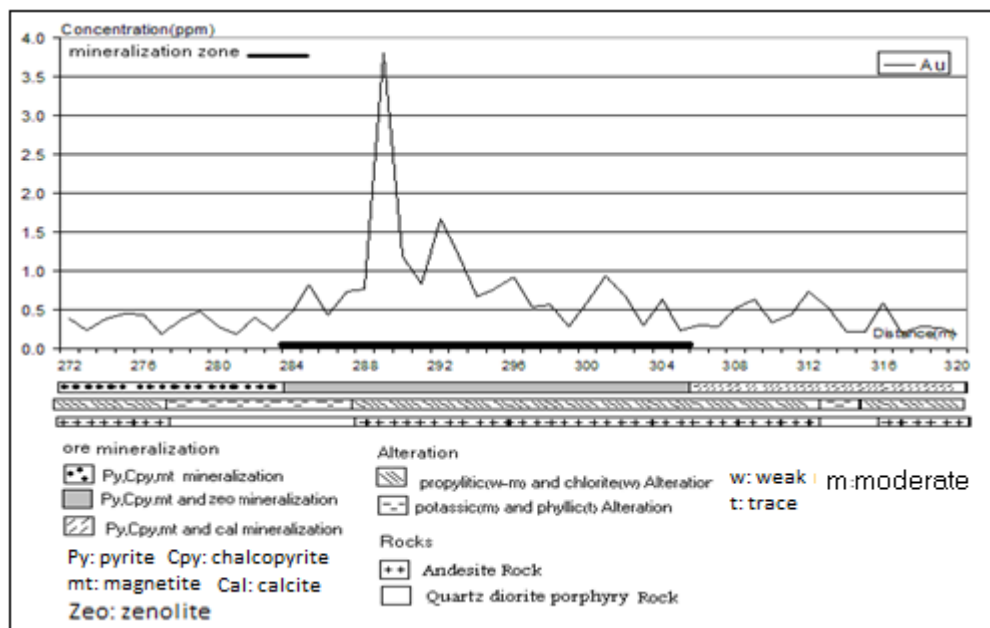 Concentration(ppm)
4.0
mineralization zone
Au
3.5
3.0
2.5
2.0
1.5
1.0
0.5
Distance(m)
0.0
272 276 280 284 288 292 296 300 304 308 312 316 320
ore mineralization
Py,Cpy,mt mineralization
Py,Cpy,mt and zeo mineralization
Py,Cpy,mt and cal mineralization
Py: pyrite Cpy: chalcopyrite
mt: magnetite Cal: calcite
Zeo: zenolite
Alteration
propylitic(w-m) and chlorite(w) Alteration
potassic(m) and phyllic(t) Alteration
w: weak m:moderate
t: trace
Rocks
Andesite Rock
Quartz diorite porphyry Rock